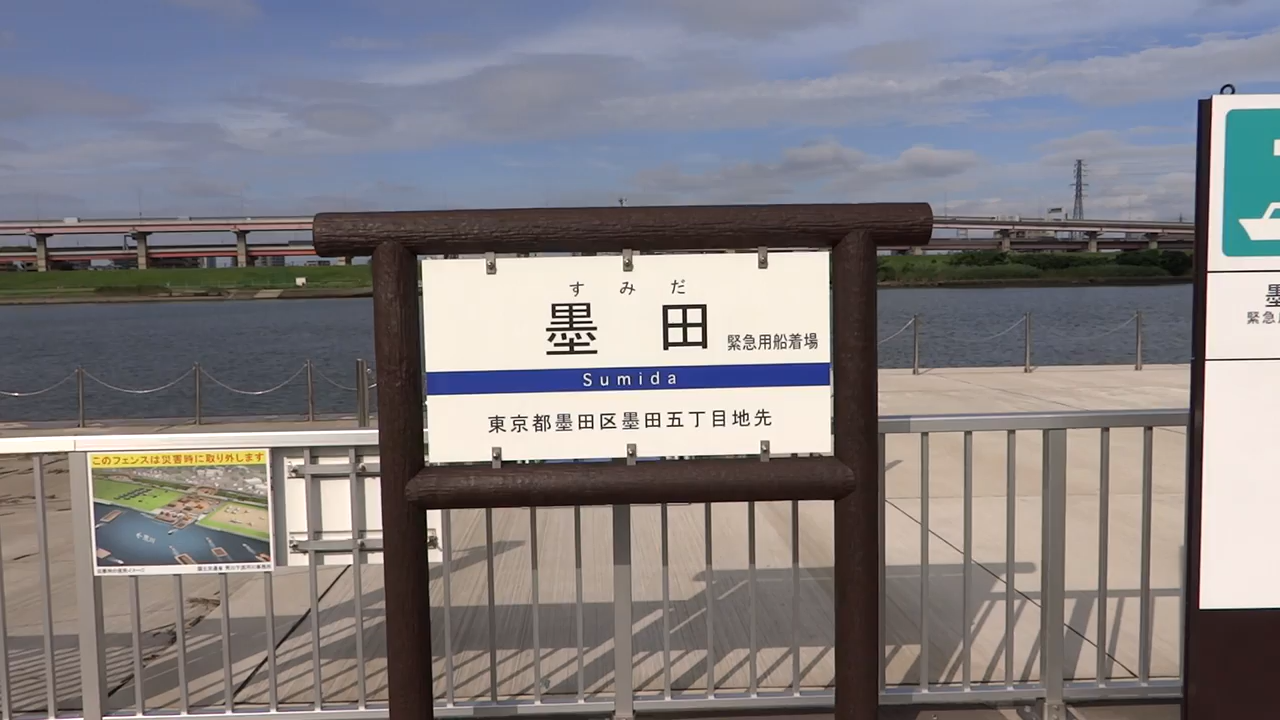 すみだ
墨田 緊急用船着場
Sumida
東京都墨田区墨田五丁目地先
このフェンスは災害時に取り外します
墨
緊急用